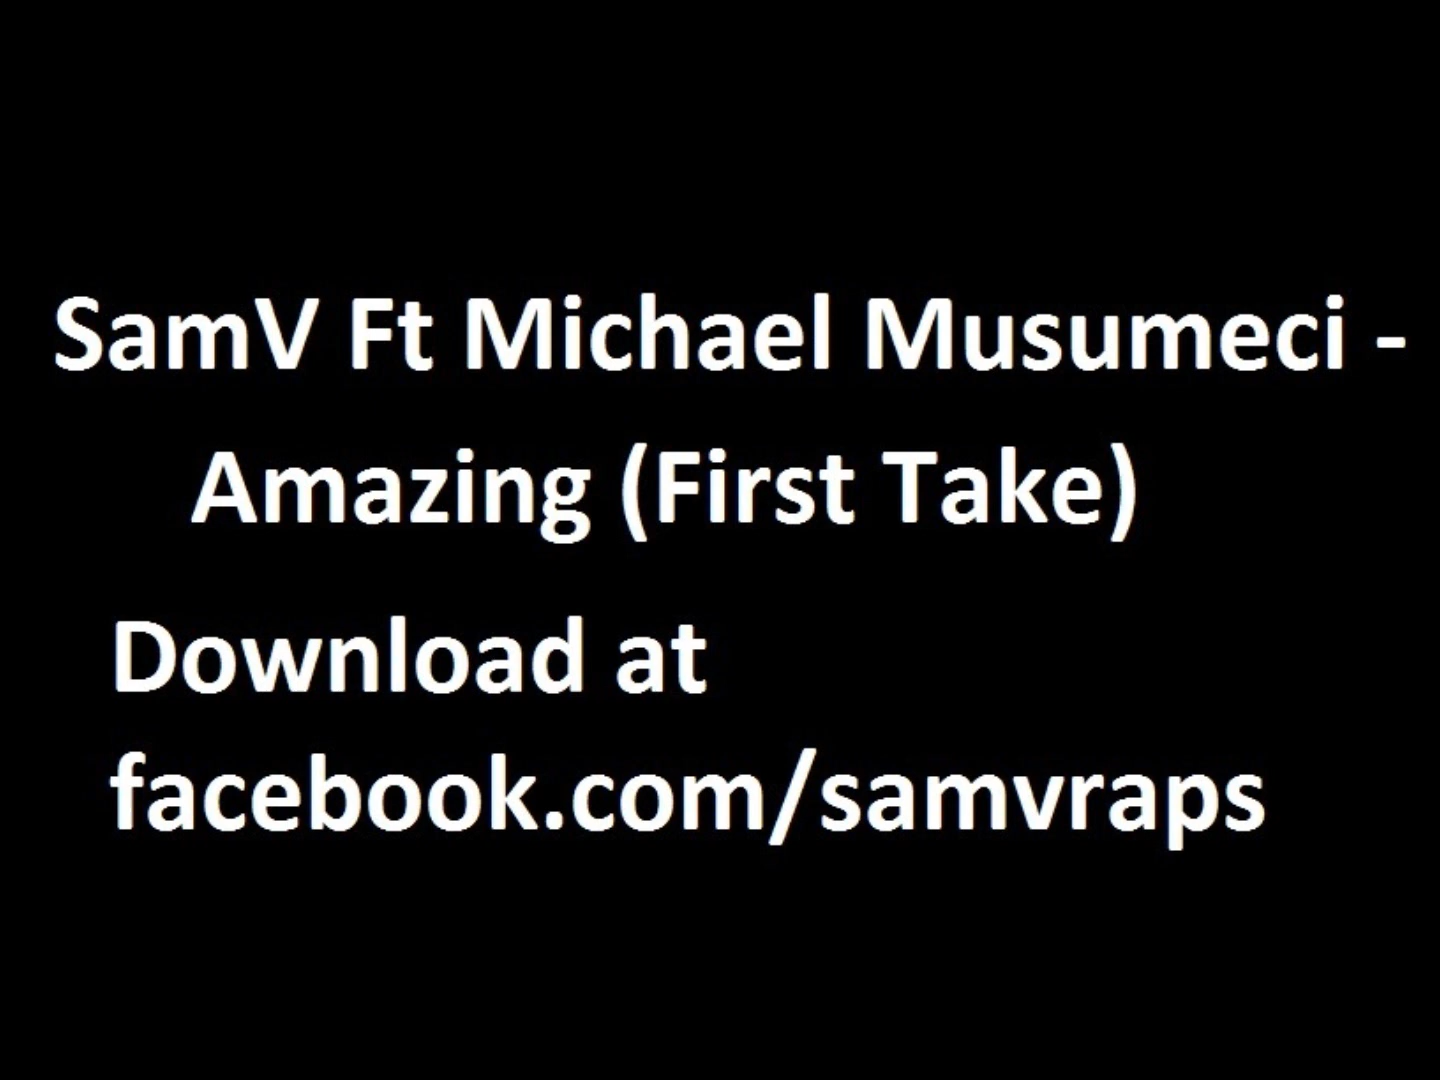 SamV Ft Michael Musumeci -
Amazing (First Take)
Download at
facebook.com/samvraps